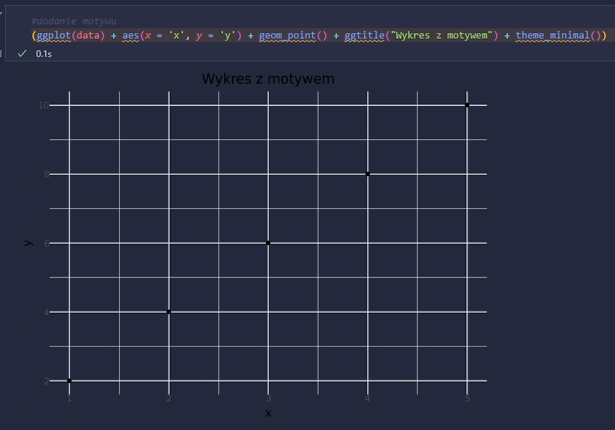 #dodanie motywu
(ggplot(data) + aes(x = 'x', y = 'y') + geom_point() + ggtitle("Wykres z motywem") + theme_minimal())
0.1s
Wykres z motywem
10
8
6
4
2
y
1 2 3 4 5
x